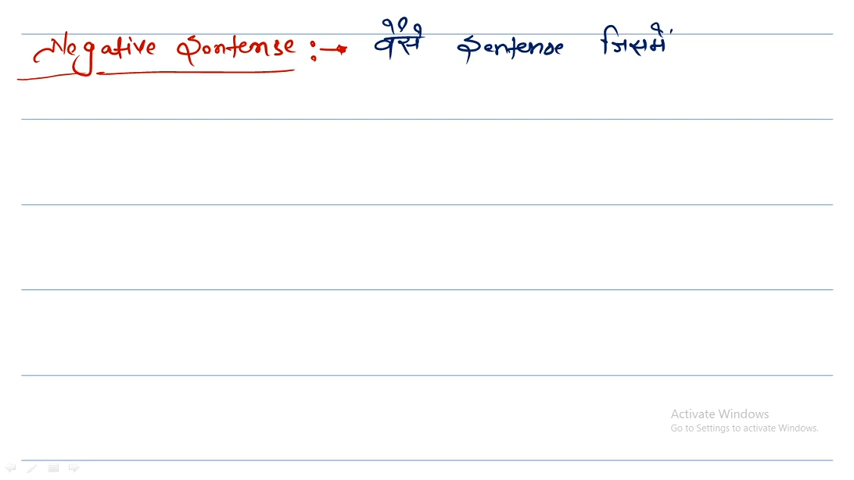 Negative Sentense :→ वैसे Sentense जिसमें
Activate Windows
Go to Settings to activate Windows.